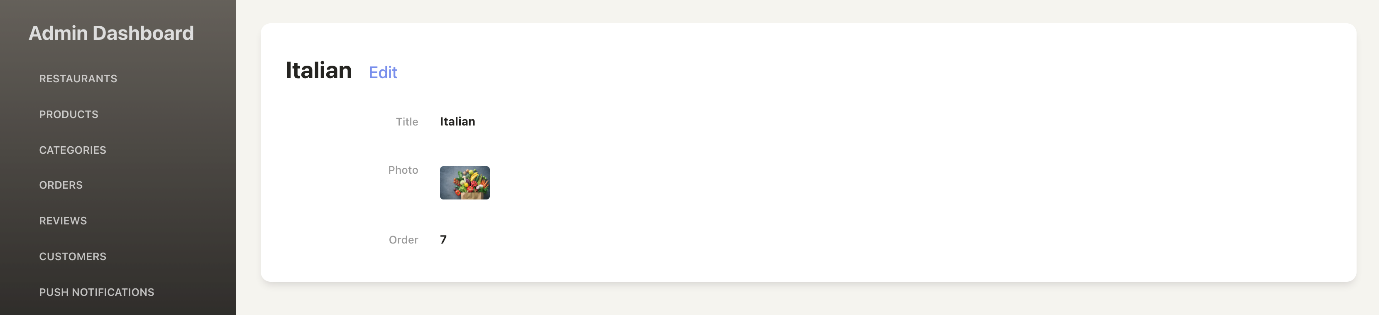 Admin Dashboard
RESTAURANTS
PRODUCTS
CATEGORIES
ORDERS
REVIEWS
CUSTOMERS
PUSH NOTIFICATIONS
Italian Edit
Title Italian
Photo
Order 7